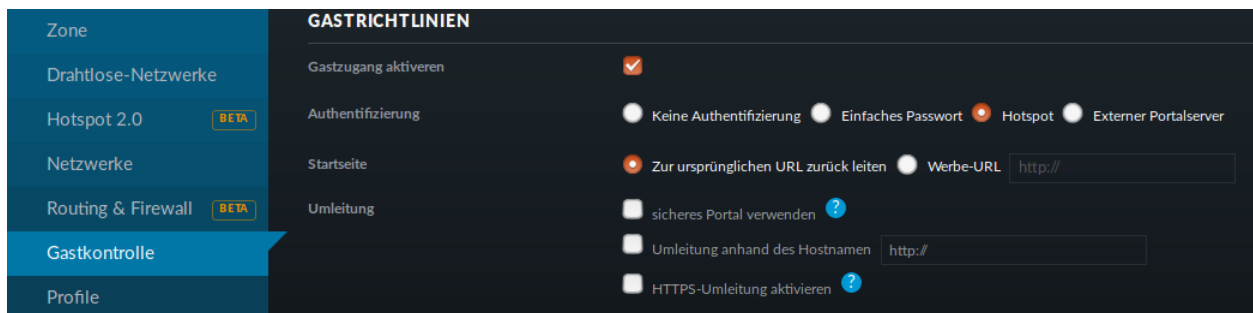 Zone
Drahtlose-Netzwerke
Hotspot 2.0 BETA
Netzwerke
Routing & Firewall BETA
Gastkontrolle
Profile
GASTRICHTLINIEN
Gastzugang aktiveren
Authentifizierung Keine Authentifizierung Einfaches Passwort Hotspot Externer Portalserver
Startseite Zur ursprünglichen URL zurück leiten Werbe-URL http://
Umleitung sicheres Portal verwenden ?
Umleitung anhand des Hostnamen http://
HTTPS-Umleitung aktivieren ?